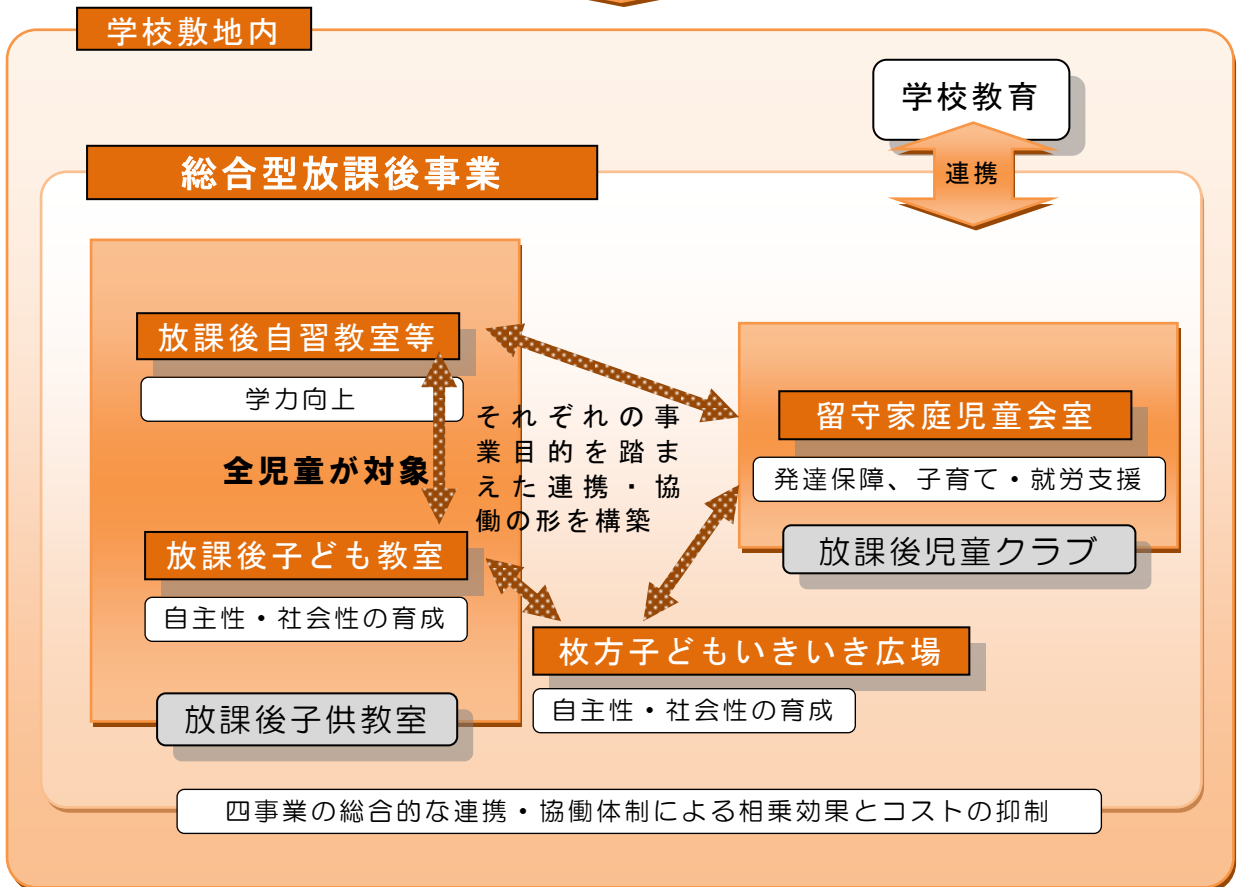 学校敷地内
学校教育
連携
総合型放課後事業
放課後自習教室等
学力向上
全児童が対象
放課後子ども教室
自主性・社会性の育成
放課後子供教室
それぞれの事
業目的を踏ま
えた連携・協
働の形を構築
留守家庭児童会室
発達保障、子育て・就労支援
放課後児童クラブ
枚方子どもいきいき広場
自主性・社会性の育成
四事業の総合的な連携・協働体制による相乗効果とコストの抑制